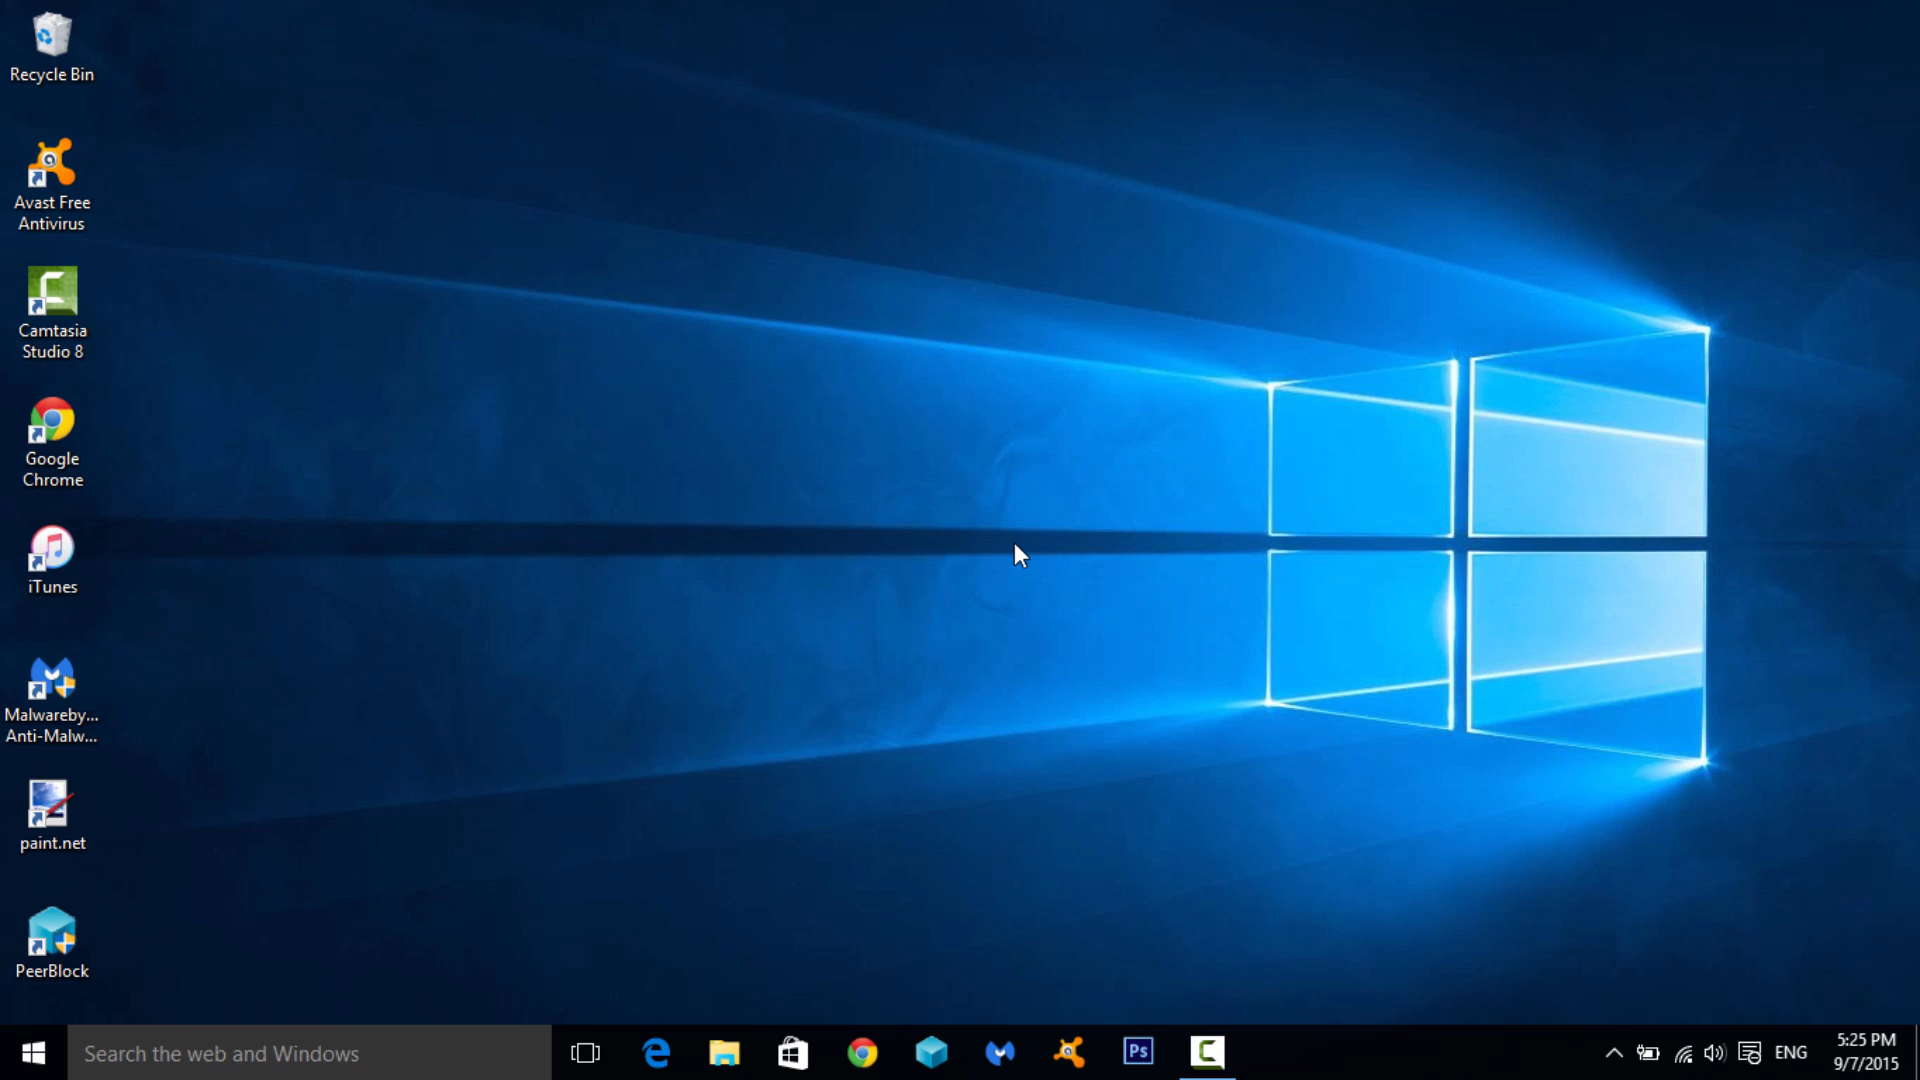 Recycle Bin
Avast Free
Antivirus
Camtasia
Studio 8
Google
Chrome
iTunes
Malwareby...
Anti-Malw...
paint.net
PeerBlock
Search the web and Windows
Ps
ENG
5:25 PM
9/7/2015